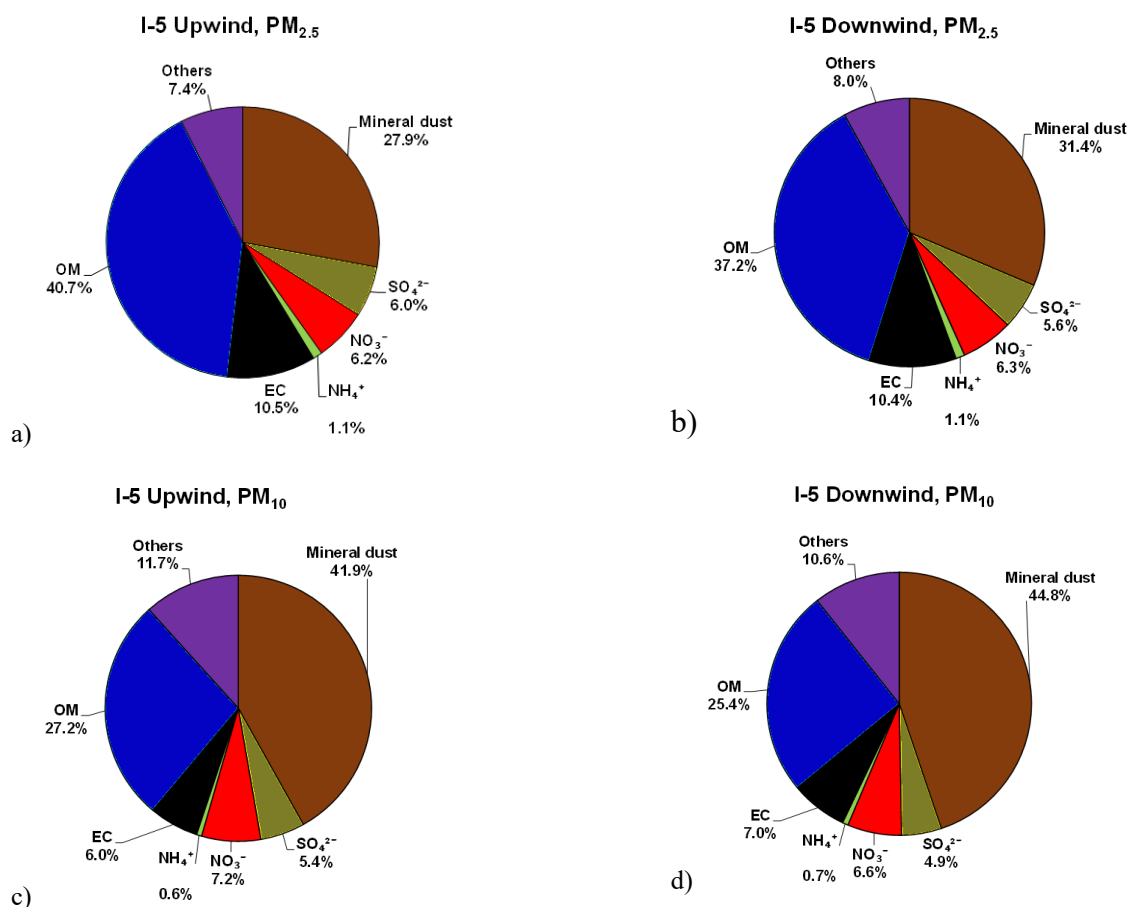 I-5 Upwind, PM₂.₅
Others
7.4%
Mineral dust
27.9%
SO₄²⁻
6.0%
NO₃⁻
6.2%
NH₄⁺
1.1%
EC
10.5%
OM
40.7%
a)
I-5 Downwind, PM₂.₅
Others
8.0%
Mineral dust
31.4%
SO₄²⁻
5.6%
NO₃⁻
6.3%
NH₄⁺
1.1%
EC
10.4%
OM
37.2%
b)
I-5 Upwind, PM₁₀
Others
11.7%
Mineral dust
41.9%
SO₄²⁻
5.4%
NO₃⁻
7.2%
NH₄⁺
0.6%
EC
6.0%
OM
27.2%
c)
I-5 Downwind, PM₁₀
Others
10.6%
Mineral dust
44.8%
SO₄²⁻
4.9%
NO₃⁻
6.6%
NH₄⁺
0.7%
EC
7.0%
OM
25.4%
d)